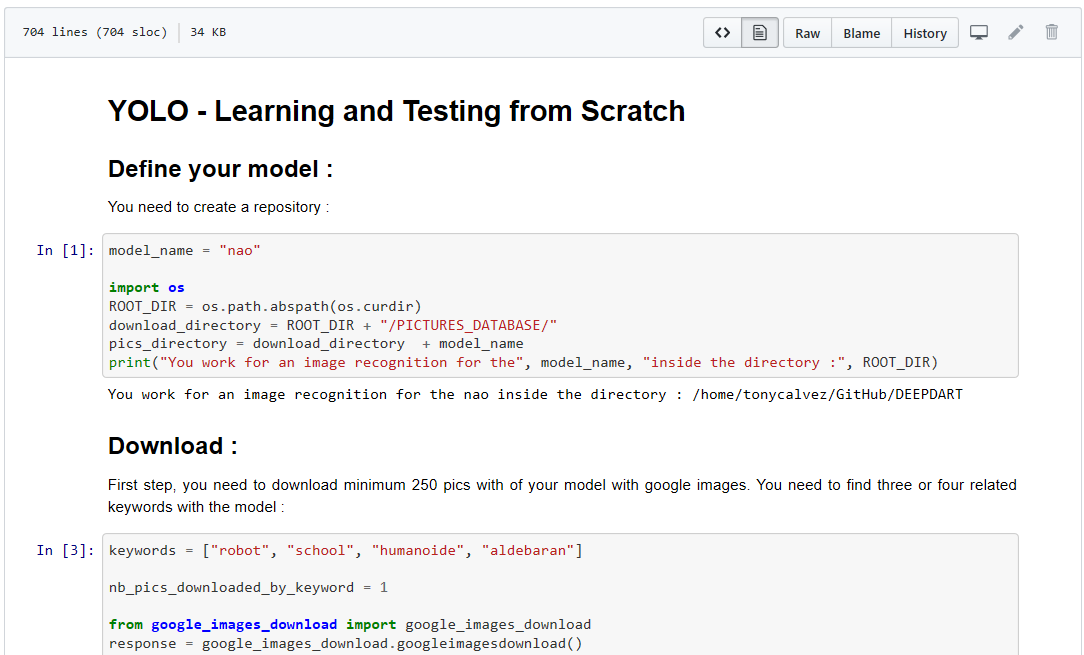 704 lines (704 sloc) 34 KB Raw Blame History
YOLO - Learning and Testing from Scratch
Define your model :
You need to create a repository :
In [1]: model_name = "nao"
import os
ROOT_DIR = os.path.abspath(os.curdir)
download_directory = ROOT_DIR + "/PICTURES_DATABASE/"
pics_directory = download_directory  + model_name
print("You work for an image recognition for the", model_name, "inside the directory :", ROOT_DIR)
You work for an image recognition for the nao inside the directory : /home/tonycalvez/GitHub/DEEPDART
Download :
First step, you need to download minimum 250 pics with of your model with google images. You need to find three or four related
keywords with the model :
In [3]: keywords = ["robot", "school", "humanoide", "aldebaran"]
nb_pics_downloaded_by_keyword = 1
from google_images_download import google_images_download
response = google_images_download.googleimagesdownload()